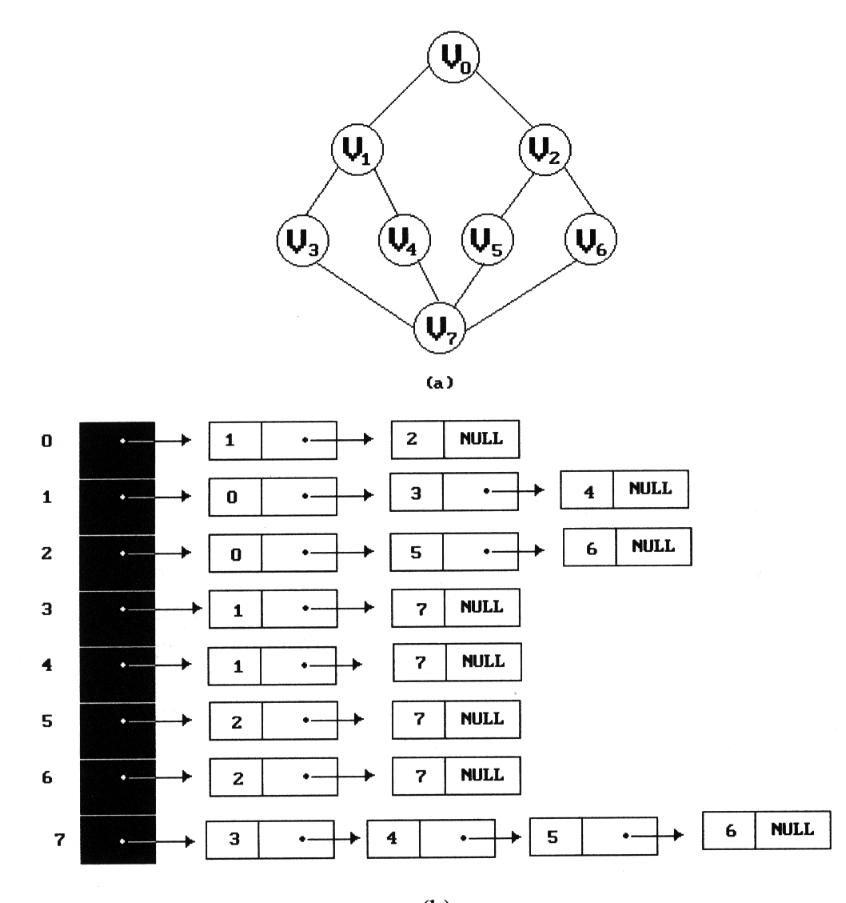 V0
V1 V2
V3 V4 V5 V6
V7
(a)
0 1 2 NULL
1 0 3 4 NULL
2 0 5 6 NULL
3 1 7 NULL
4 1 7 NULL
5 2 7 NULL
6 2 7 NULL
7 3 4 5 6 NULL